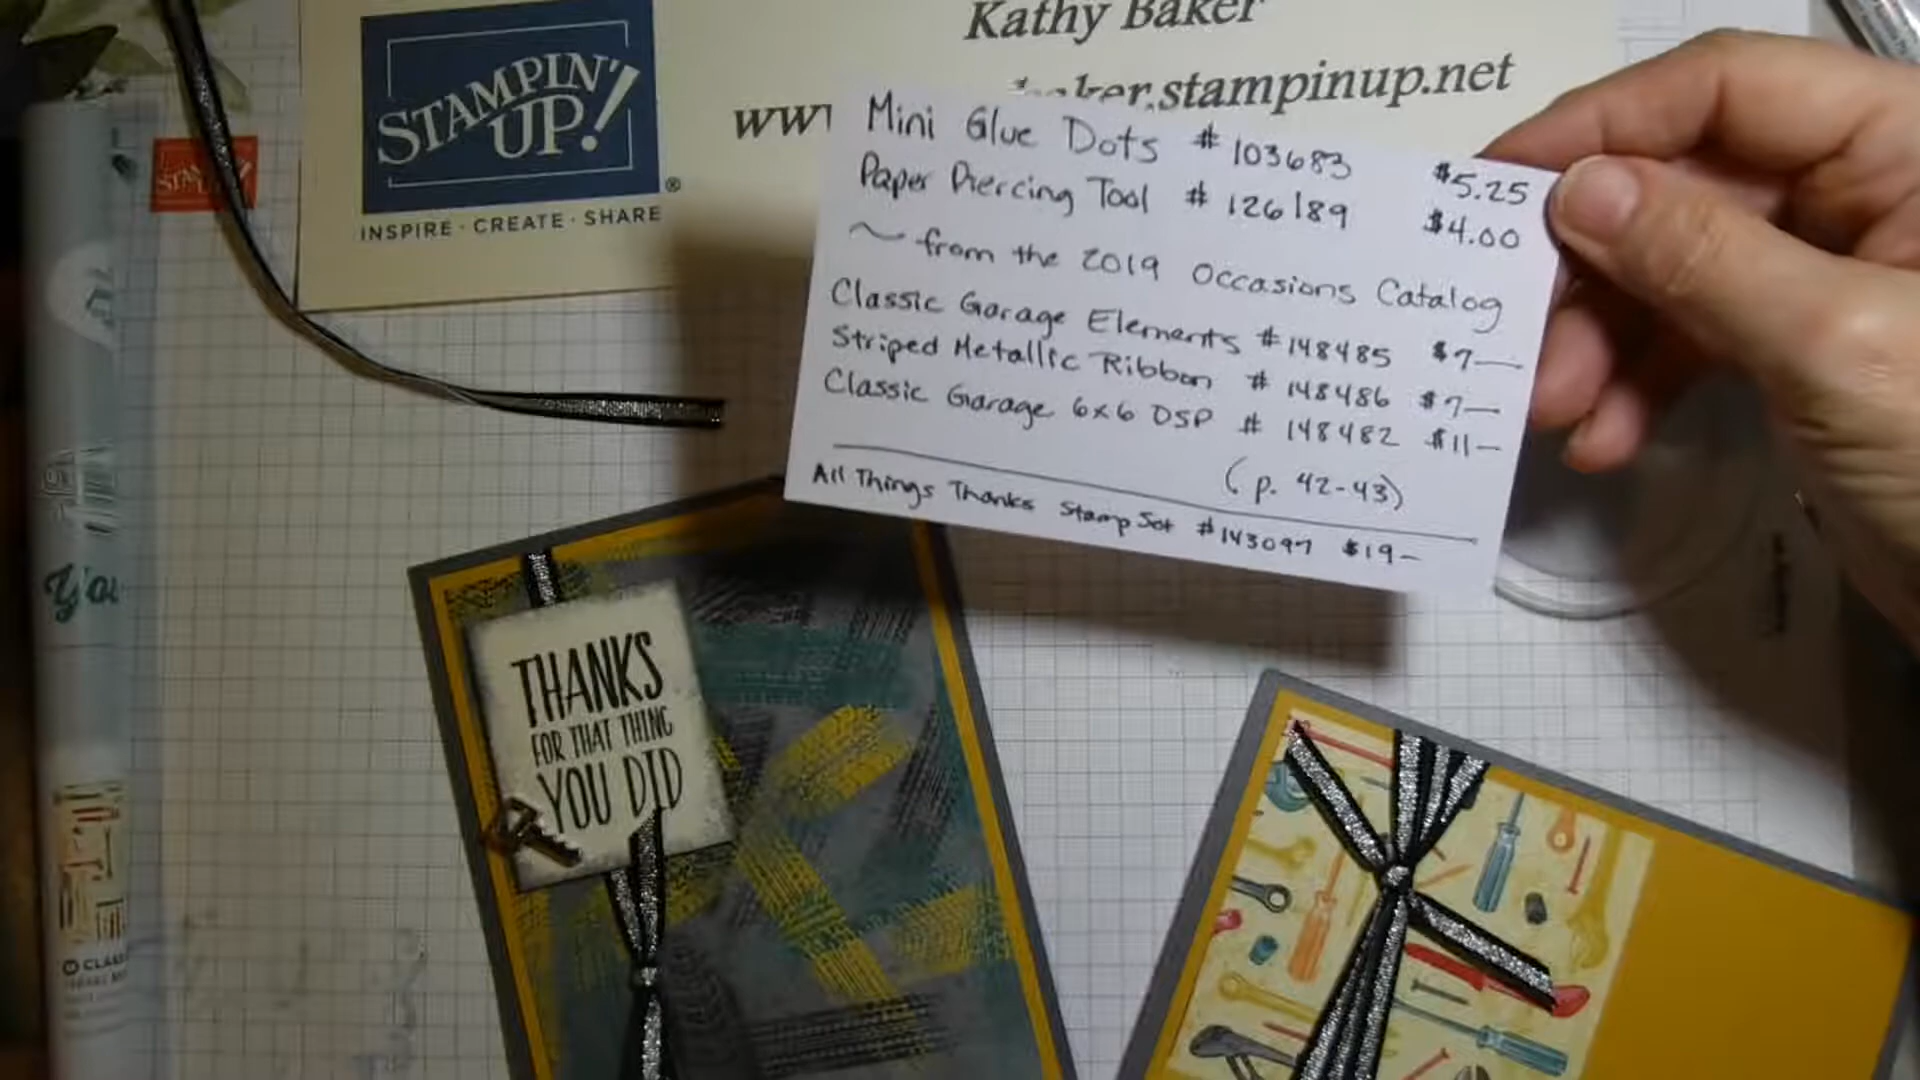 Kathy Baker
STAMPIN' UP!
®
INSPIRE · CREATE · SHARE
baker.stampinup.net
Mini Glue Dots # 103683 $5.25
Paper Piercing Tool # 126189 $4.00
~ from the 2019 Occasions Catalog
Classic Garage Elements # 148485 $7—
Striped Metallic Ribbon # 148486 $7—
Classic Garage 6x6 DSP # 148482 $11—
(p. 42-43)
All Things Thanks Stamp Set # 143097 $19—
THANKS
FOR THAT THING
YOU DID